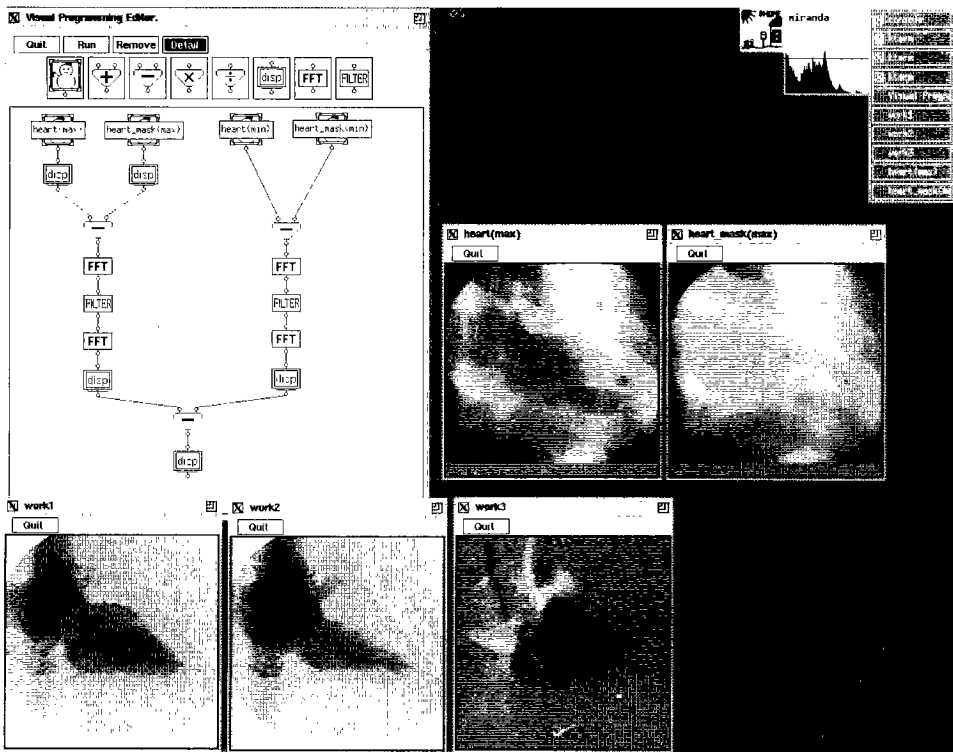 Visual Programming Editor.
Quit Run Remove Detail
+ − × ÷ disp FFT FILTER
heart(max) heart_mask(max) heart(min) heart_mask(min)
disp disp
− −
FFT FFT
FILTER FILTER
FFT FFT
disp disp
−
disp
miranda
heart(max)
Quit
heart mask(max)
Quit
work1
Quit
work2
Quit
work3
Quit